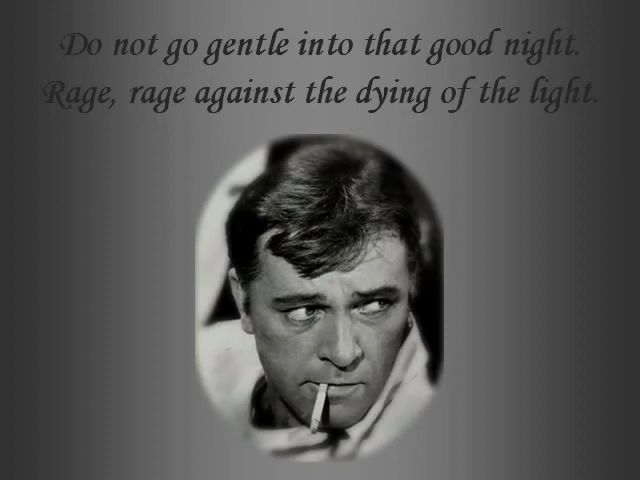 Do not go gentle into that good night.
Rage, rage against the dying of the light.